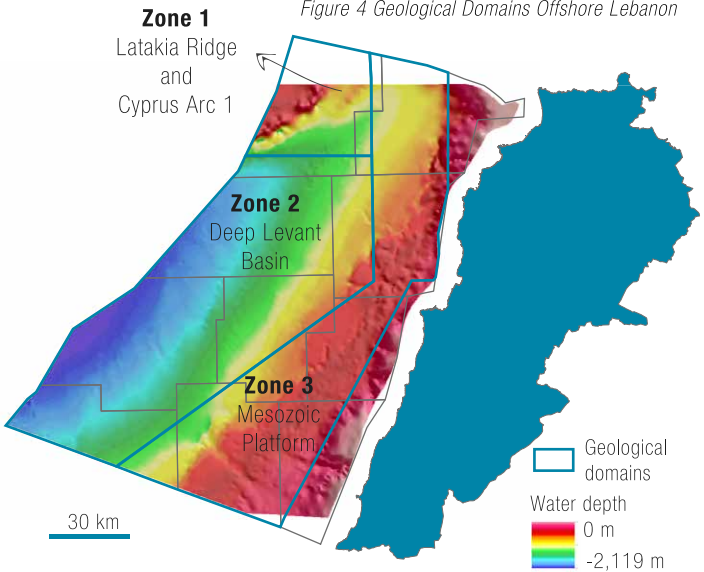 Figure 4 Geological Domains Offshore Lebanon
Zone 1
Latakia Ridge
and
Cyprus Arc 1
Zone 2
Deep Levant
Basin
Zone 3
Mesozoic
Platform
Geological
domains
Water depth
0 m
-2,119 m
30 km